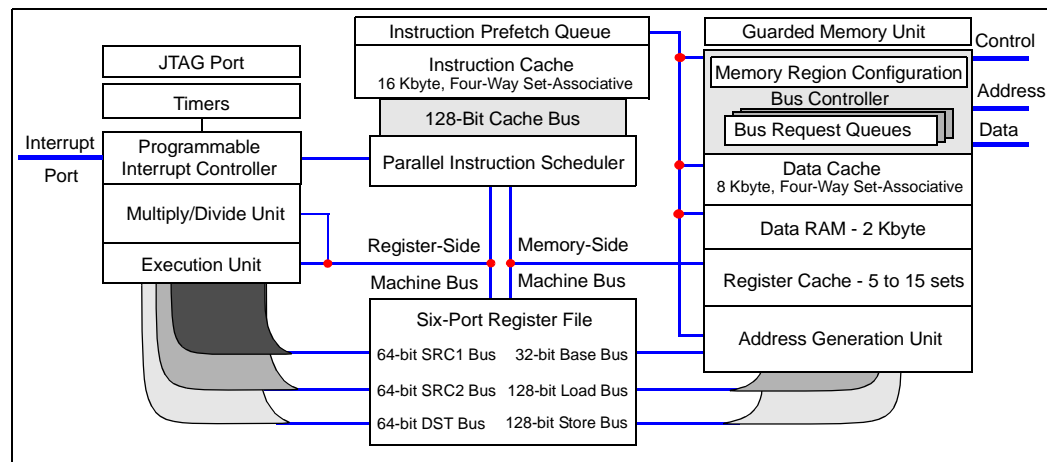 JTAG Port
Timers
Interrupt
Port
Programmable
Interrupt Controller
Multiply/Divide Unit
Execution Unit
Instruction Prefetch Queue
Instruction Cache
16 Kbyte, Four-Way Set-Associative
128-Bit Cache Bus
Parallel Instruction Scheduler
Register-Side
Machine Bus
Memory-Side
Machine Bus
Six-Port Register File
64-bit SRC1 Bus
32-bit Base Bus
64-bit SRC2 Bus
128-bit Load Bus
64-bit DST Bus
128-bit Store Bus
Guarded Memory Unit
Memory Region Configuration
Bus Controller
Bus Request Queues
Control
Address
Data
Data Cache
8 Kbyte, Four-Way Set-Associative
Data RAM - 2 Kbyte
Register Cache - 5 to 15 sets
Address Generation Unit